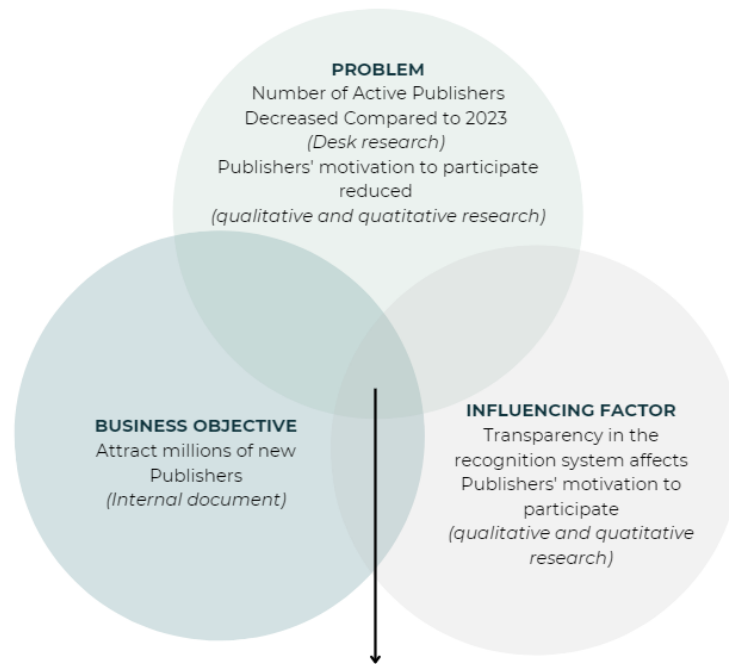 PROBLEM
Number of Active Publishers
Decreased Compared to 2023
(Desk research)
Publishers' motivation to participate
reduced
(qualitative and quatitative research)
BUSINESS OBJECTIVE
Attract millions of new
Publishers
(Internal document)
INFLUENCING FACTOR
Transparency in the
recognition system affects
Publishers' motivation to
participate
(qualitative and quatitative
research)